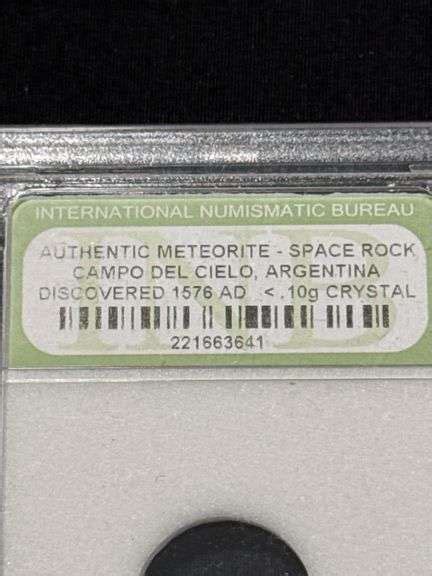 INTERNATIONAL NUMISMATIC BUREAU
AUTHENTIC METEORITE - SPACE ROCK
CAMPO DEL CIELO, ARGENTINA
DISCOVERED 1576 AD < .10g CRYSTAL
221663641